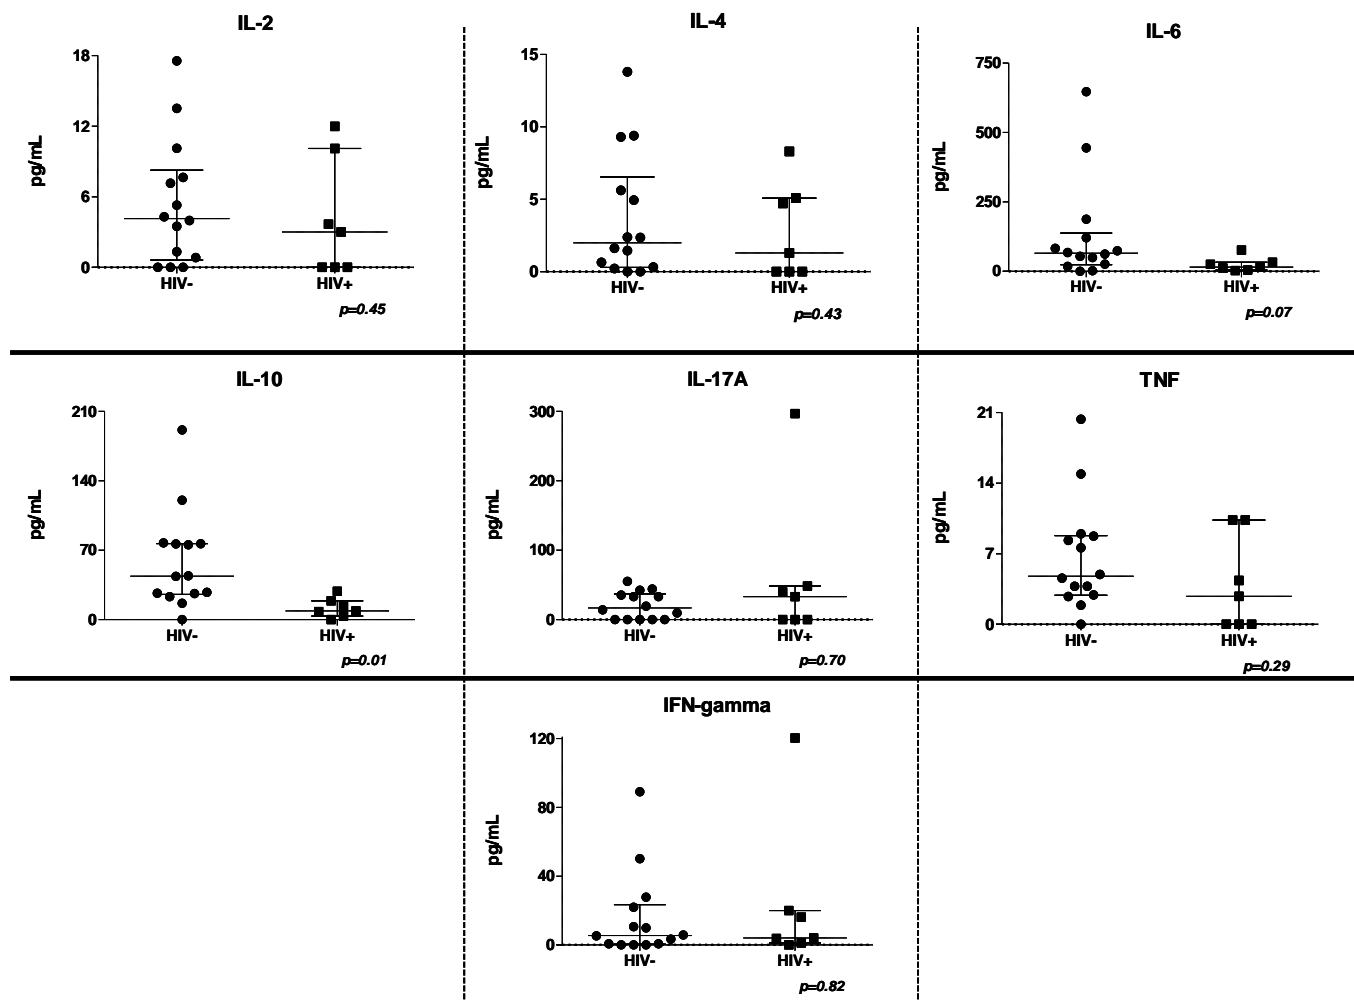 IL-2
18
12
6
0
pg/mL
HIV-
HIV+
p=0.45
IL-4
15
10
5
0
pg/mL
HIV-
HIV+
p=0.43
IL-6
750
500
250
0
pg/mL
HIV-
HIV+
p=0.07
IL-10
210
140
70
0
pg/mL
HIV-
HIV+
p=0.01
IL-17A
300
200
100
0
pg/mL
HIV-
HIV+
p=0.70
TNF
21
14
7
0
pg/mL
HIV-
HIV+
p=0.29
IFN-gamma
120
80
40
0
pg/mL
HIV-
HIV+
p=0.82